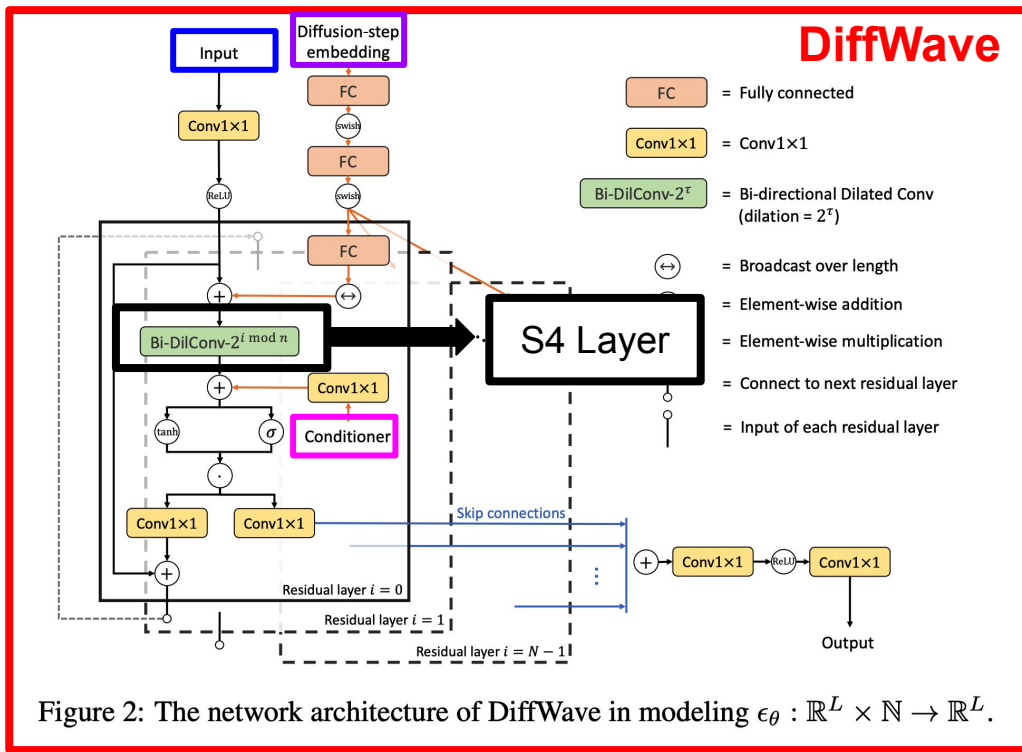 DiffWave
Input
Diffusion-step
embedding
FC
swish
FC
swish
FC
Conv1×1
ReLU
+
↔
Bi-DilConv-2^{i mod n}
S4 Layer
+
Conv1×1
Conditioner
tanh
σ
·
Conv1×1
Conv1×1
+
Residual layer i = 0
Residual layer i = 1
Residual layer i = N − 1
Skip connections
+
Conv1×1
ReLU
Conv1×1
Output
FC = Fully connected
Conv1×1 = Conv1×1
Bi-DilConv-2^τ = Bi-directional Dilated Conv
(dilation = 2^τ)
↔ = Broadcast over length
= Element-wise addition
= Element-wise multiplication
= Connect to next residual layer
= Input of each residual layer
Figure 2: The network architecture of DiffWave in modeling ϵ_θ : ℝ^L × ℕ → ℝ^L.